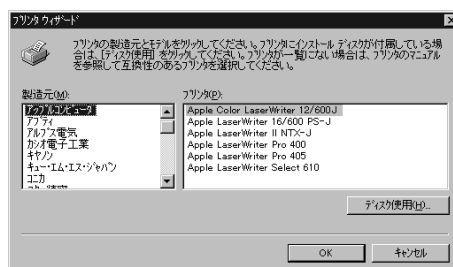 プリンタ ウィザード
プリンタの製造元とモデルをクリックしてください。プリンタにインストール ディスクが付属している場
合は、[ディスク使用] をクリックしてください。プリンタが一覧にない場合は、プリンタのマニュアル
を参照して互換性のあるプリンタを選択してください。
製造元(M):
プリンタ(P):
アップルコンピュータ
アプティ
アルプス電気
カシオ電子工業
キヤノン
キュー・エム・エス・ジャパン
コニカ
Apple Color LaserWriter 12/600J
Apple LaserWriter 16/600 PS-J
Apple LaserWriter II NTX-J
Apple LaserWriter Pro 400
Apple LaserWriter Pro 405
Apple LaserWriter Select 610
ディスク使用(H)...
OK
キャンセル